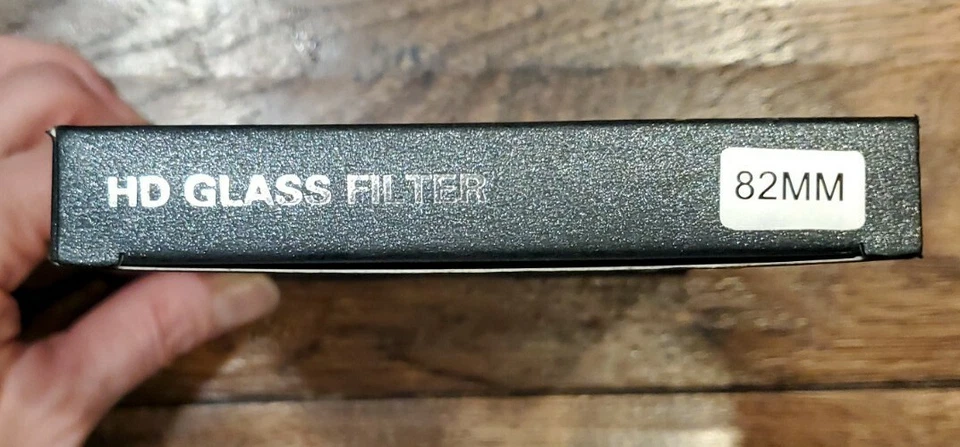 HD GLASS FILTER
82MM